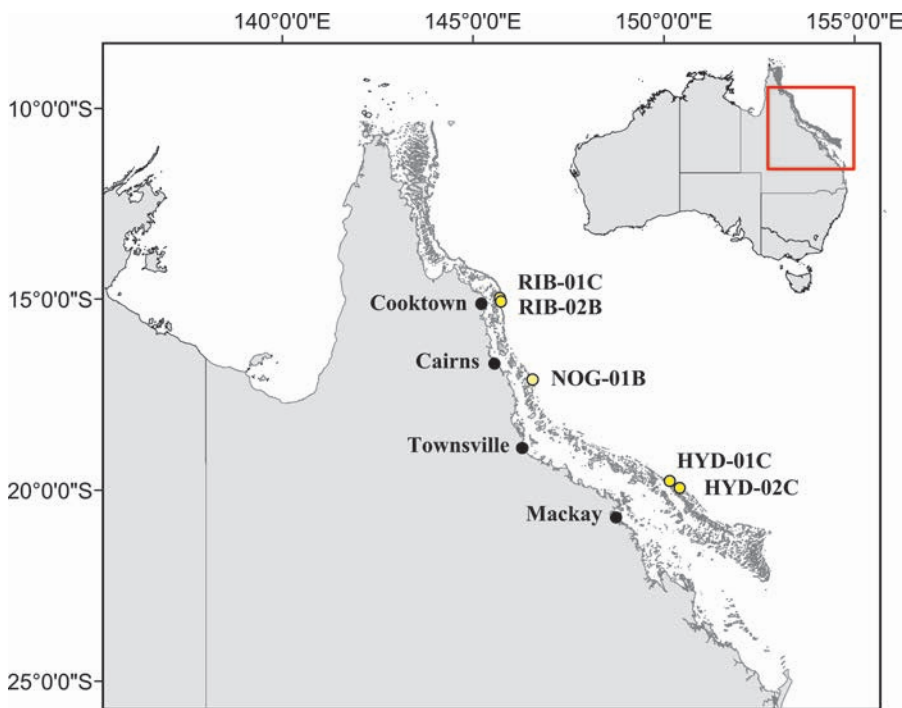 140°0'0"E
145°0'0"E
150°0'0"E
155°0'0"E
10°0'0"S
15°0'0"S
20°0'0"S
25°0'0"S
RIB-01C
Cooktown
RIB-02B
Cairns
NOG-01B
Townsville
HYD-01C
HYD-02C
Mackay